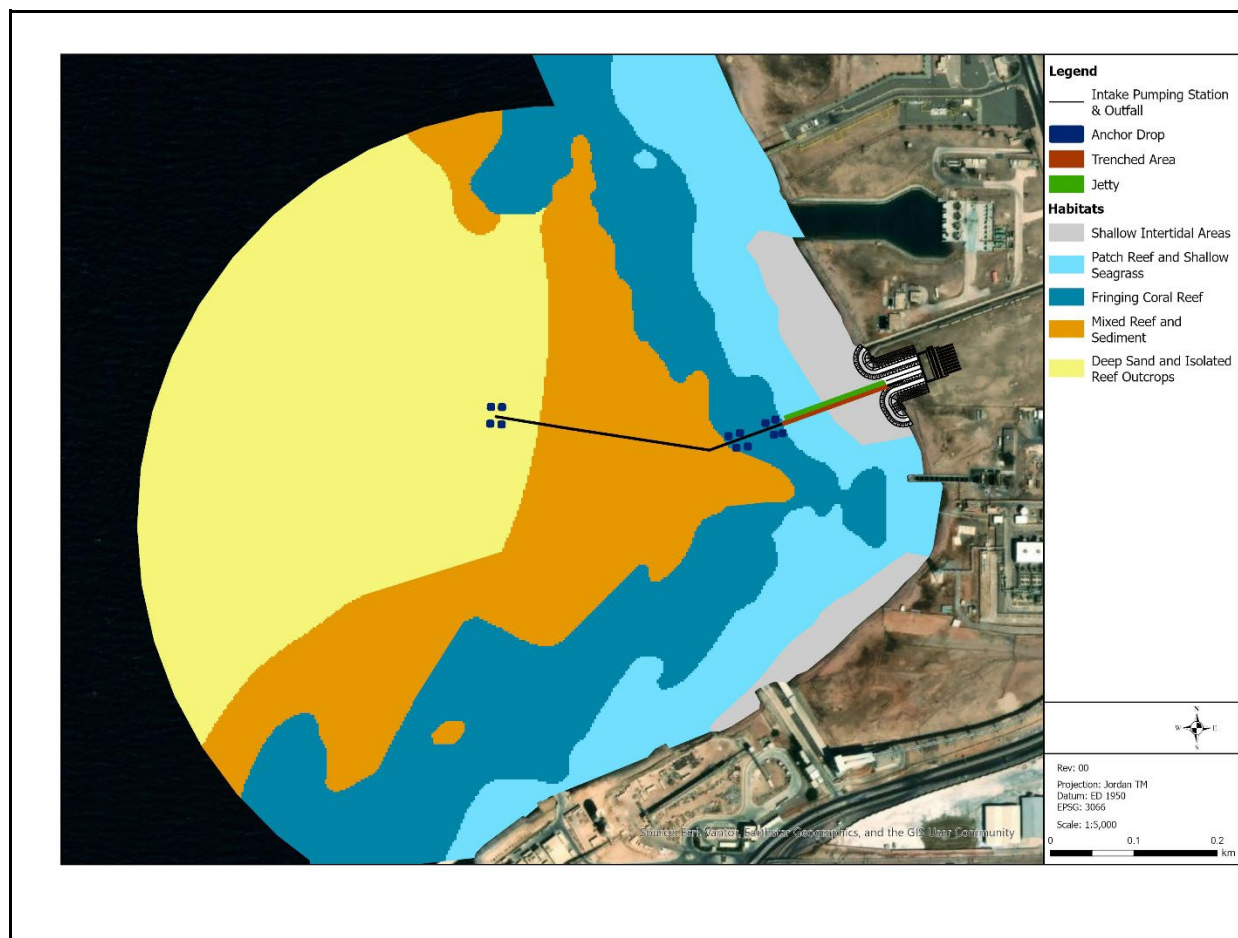 Legend
Intake Pumping Station
& Outfall
Anchor Drop
Trenched Area
Jetty
Habitats
Shallow Intertidal Areas
Patch Reef and Shallow
Seagrass
Fringing Coral Reef
Mixed Reef and
Sediment
Deep Sand and Isolated
Reef Outcrops
N
W E
S
Rev: 00
Projection: Jordan TM
Datum: ED 1950
EPSG: 3066
Scale: 1:5,000
0 0.1 0.2
km
Source: Esri, Vantor, Earthstar Geographics, and the GIS User Community